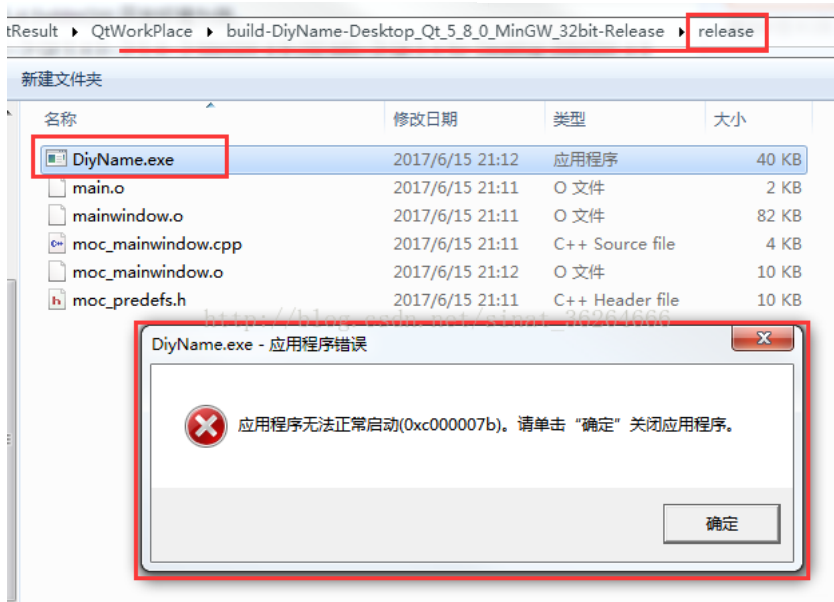 tResult ▸ QtWorkPlace ▸ build-DiyName-Desktop_Qt_5_8_0_MinGW_32bit-Release ▸ release
新建文件夹
名称 修改日期 类型 大小
DiyName.exe 2017/6/15 21:12 应用程序 40 KB
main.o 2017/6/15 21:11 O 文件 2 KB
mainwindow.o 2017/6/15 21:11 O 文件 82 KB
moc_mainwindow.cpp 2017/6/15 21:11 C++ Source file 4 KB
moc_mainwindow.o 2017/6/15 21:12 O 文件 10 KB
moc_predefs.h 2017/6/15 21:11 C++ Header file 10 KB
http://blog.csdn.net/sinat_36264666
DiyName.exe - 应用程序错误
应用程序无法正常启动(0xc000007b)。请单击“确定”关闭应用程序。
确定